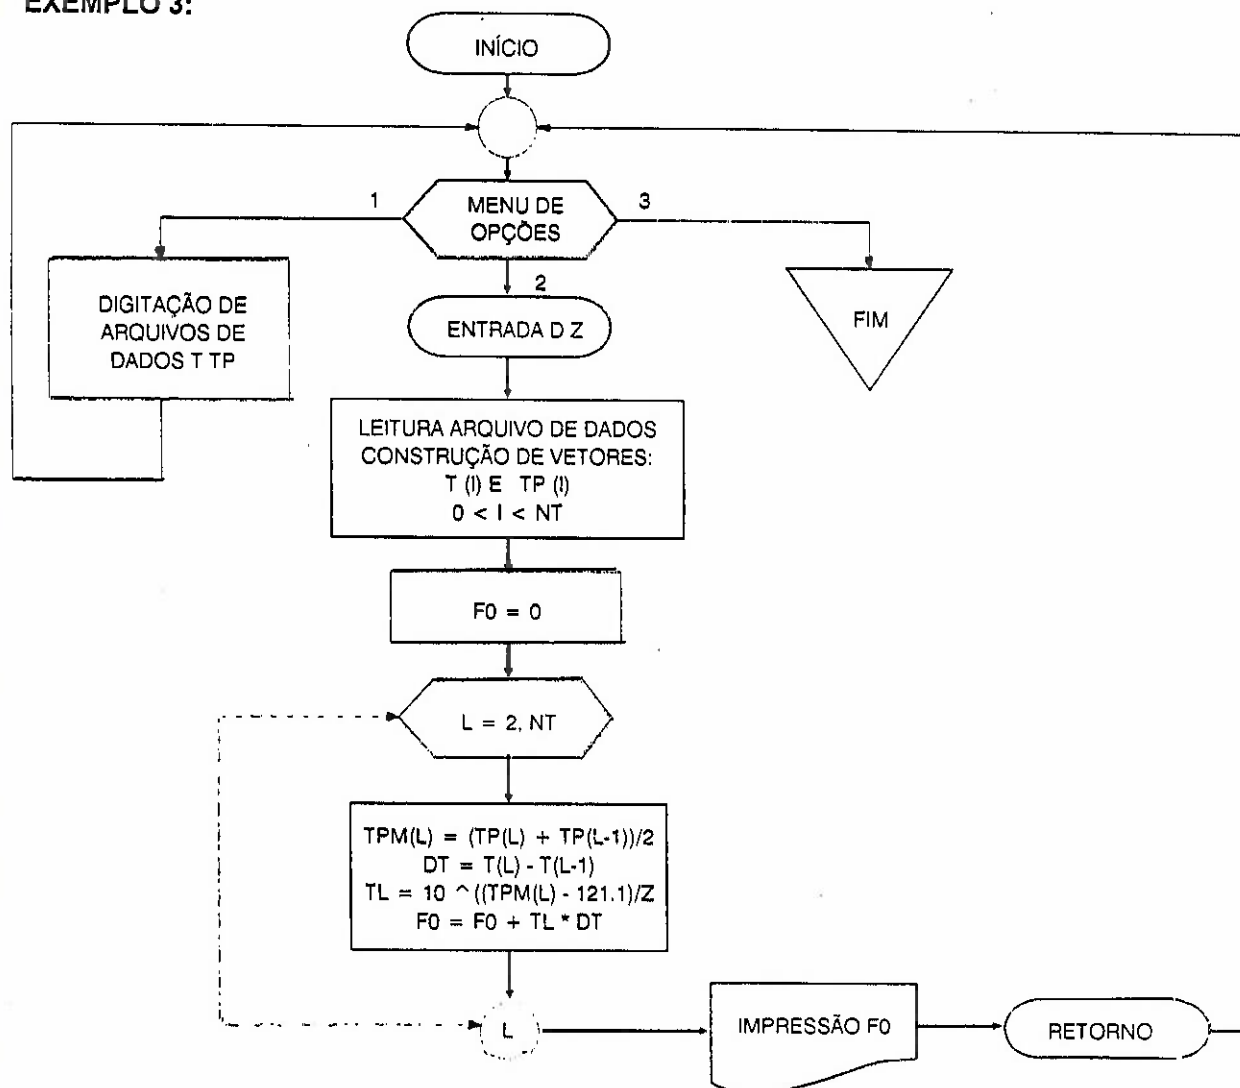 EXEMPLO 3:
INÍCIO
1
MENU DE
OPÇÕES
3
2
DIGITAÇÃO DE
ARQUIVOS DE
DADOS T TP
ENTRADA D Z
FIM
LEITURA ARQUIVO DE DADOS
CONSTRUÇÃO DE VETORES:
T (I) E TP (I)
0 < I < NT
F0 = 0
L = 2, NT
TPM(L) = (TP(L) + TP(L-1))/2
DT = T(L) - T(L-1)
TL = 10 ^((TPM(L) - 121.1)/Z
F0 = F0 + TL * DT
L
IMPRESSÃO F0
RETORNO